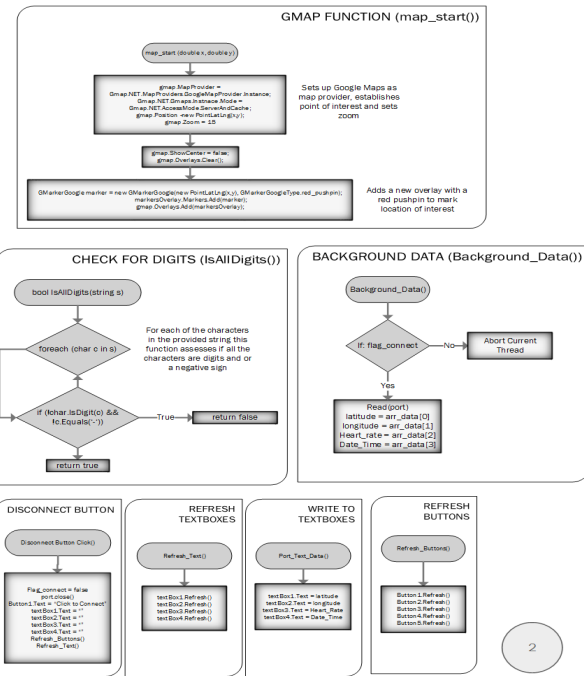 GMAP FUNCTION (map_start())
map_start (double x, double y)
gmap.MapProvider =
Gmap.NET.MapProviders.GoogleMapProvider.Instance;
Gmap.NET.Gmaps.Instnace.Mode =
Gmap.NET.AccessMode.ServerAndCache;
gmap.Position -new PointLatLng(x,y);
gmap.Zoom = 15
Sets up Google Maps as
map provider, establishes
point of interest and sets
zoom
gmap.ShowCenter = false;
gmap.Overlays.Clear();
GMarkerGoogle marker = new GMarkerGoogle(new PointLatLng(x,y), GMarkerGoogleType.red_pushpin);
markersOverlay.Markers.Add(marker);
gmap.Overlays.Add(markersOverlay);
Adds a new overlay with a
red pushpin to mark
location of interest
CHECK FOR DIGITS (IsAllDigits())
bool IsAllDigits(string s)
foreach (char c in s)
For each of the characters
in the provided string this
function assesses if all the
characters are digits and or
a negative sign
if (!char.IsDigit(c) &&
!c.Equals('-'))
True
return false
return true
BACKGROUND DATA (Background_Data())
Background_Data()
If: flag_connect
No
Abort Current
Thread
Yes
Read(port)
latitude = arr_data[0]
longitude = arr_data[1]
Heart_rate = arr_data[2]
Date_Time = arr_data[3]
DISCONNECT BUTTON
Disconnect Button Click()
Flag_connect = false
port.close()
Button1.Text = "Click to Connect"
textBox1.Text = ""
textBox2.Text = ""
textBox3.Text = ""
textBox4.Text = ""
Refresh_Buttons()
Refresh_Text()
REFRESH
TEXTBOXES
Refresh_Text()
textBox1.Refresh()
textBox2.Refresh()
textBox3.Refresh()
textBox4.Refresh()
WRITE TO
TEXTBOXES
Port_Text_Data()
textBox1.Text = latitude
textBox2.Text = longitude
textBox3.Text = Heart_Rate
textBox4.Text = Date_Time
REFRESH
BUTTONS
Refresh_Buttons()
Button1.Refresh()
Button2.Refresh()
Button3.Refresh()
Button4.Refresh()
Button5.Refresh()
2